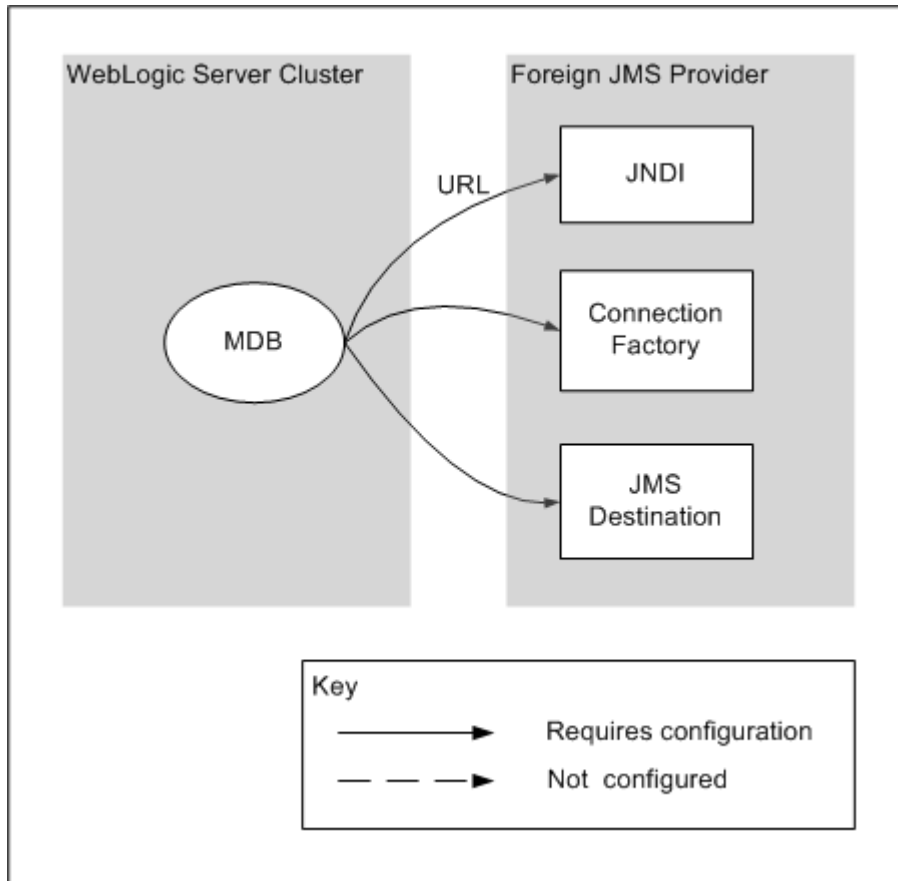 WebLogic Server Cluster
Foreign JMS Provider
JNDI
URL
Connection
Factory
MDB
JMS
Destination
Key
Requires configuration
Not configured